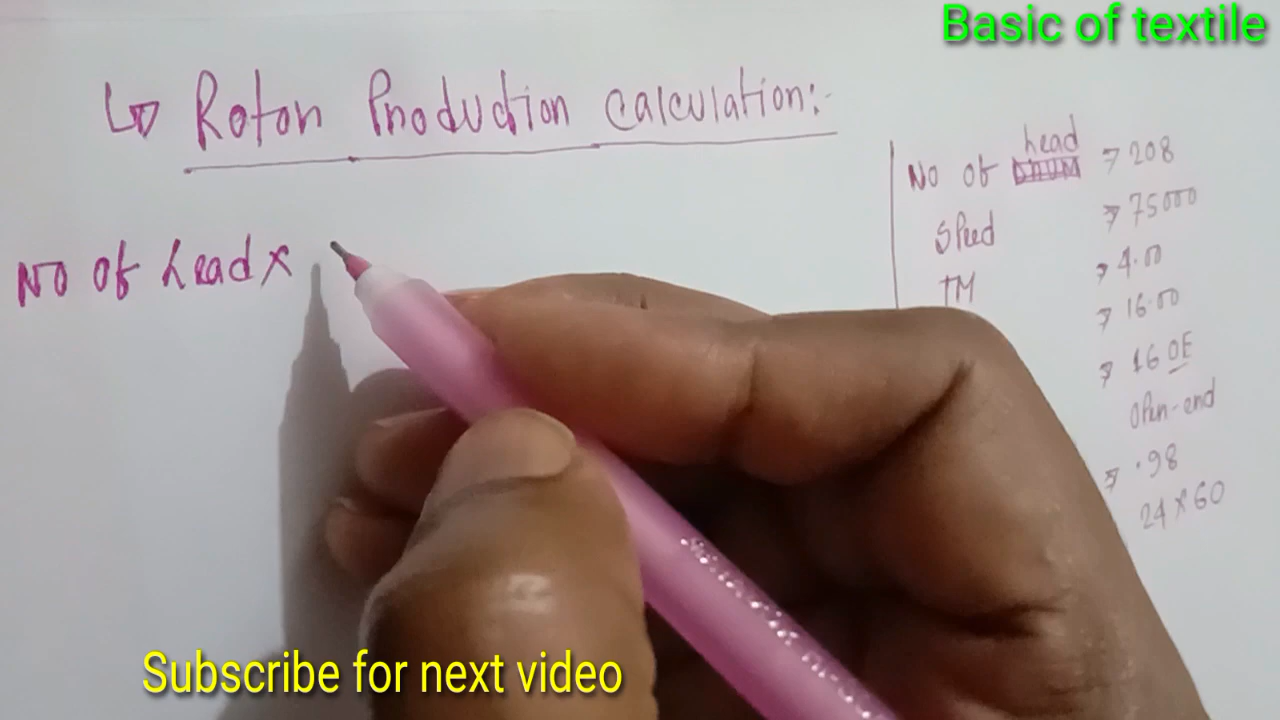 Basic of textile
↳ Roton Production calculation:-
No of head → 208
Speed → 75000
TM → 4.00
→ 16.00
→ 16 OE
open-end
→ .98
24 × 60
No of head ×
Subscribe for next video